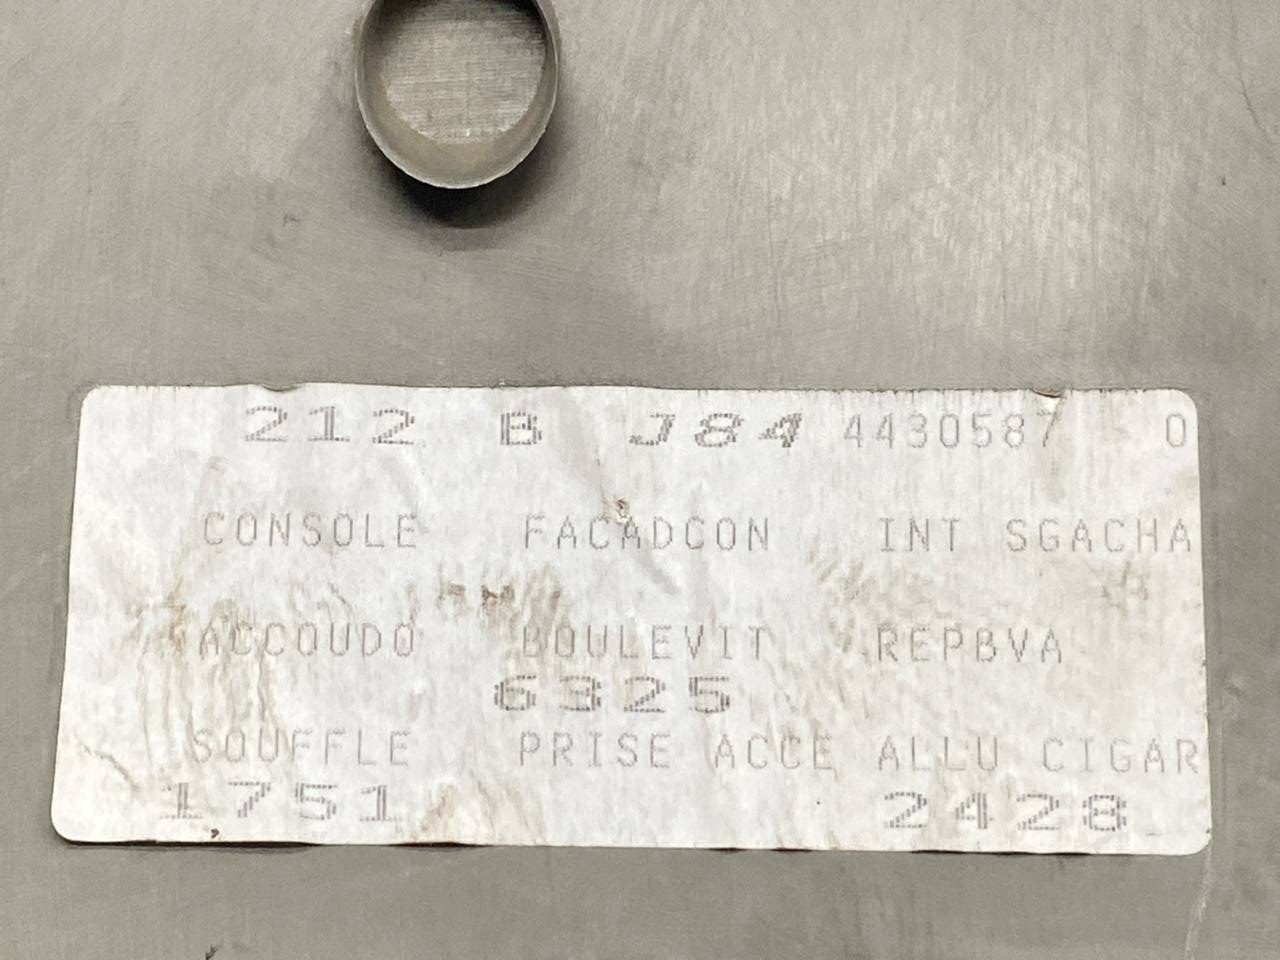 212 B J84 4430587 0
CONSOLE FACADCON INT SGACHA
ACCOUDO BOULEVIT REPBVA
6325
SOUFFLE PRISE ACCE ALLU CIGAR
1751 2428